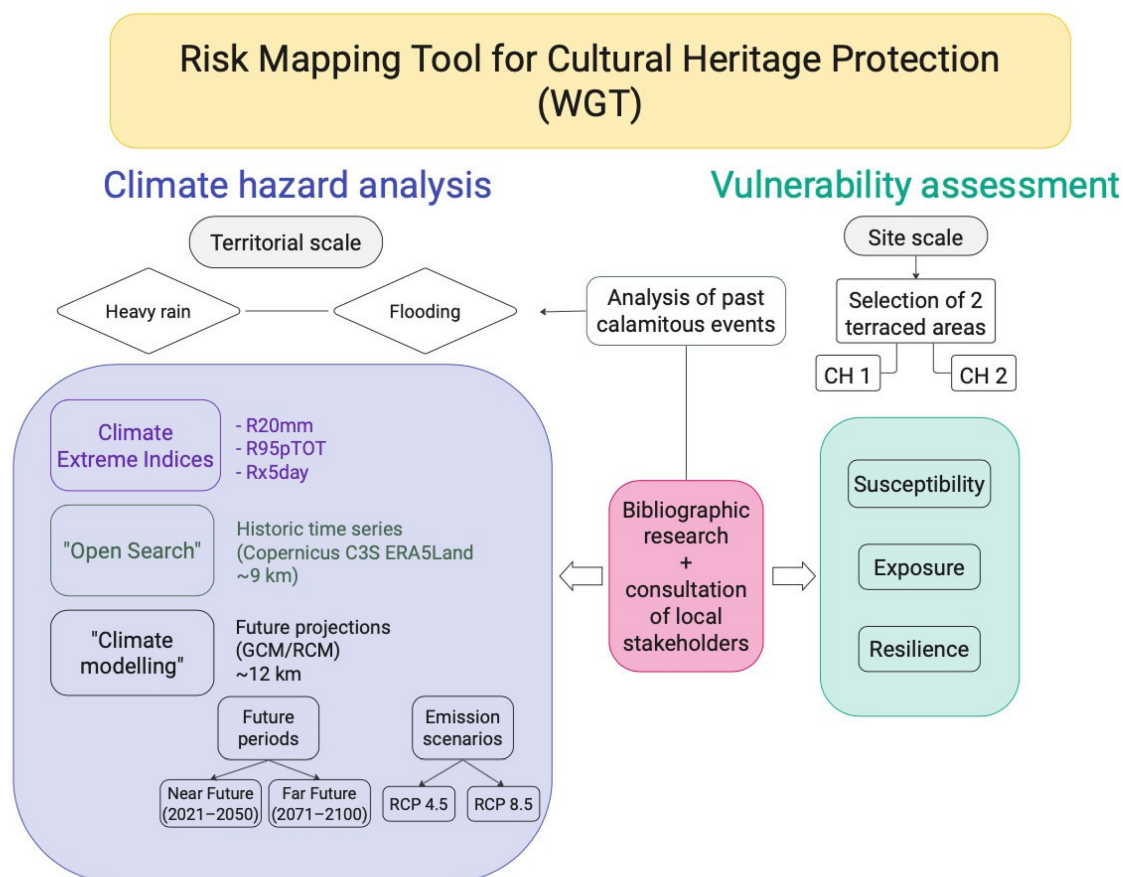 Risk Mapping Tool for Cultural Heritage Protection
(WGT)
Climate hazard analysis
Territorial scale
Heavy rain
Flooding
Analysis of past
calamitous events
Vulnerability assessment
Site scale
Selection of 2
terraced areas
CH 1
CH 2
Climate
Extreme Indices
- R20mm
- R95pTOT
- Rx5day
"Open Search"
Historic time series
(Copernicus C3S ERA5Land
~9 km)
"Climate
modelling"
Future projections
(GCM/RCM)
~12 km
Future
periods
Near Future
(2021–2050)
Far Future
(2071–2100)
Emission
scenarios
RCP 4.5
RCP 8.5
Bibliographic
research
+
consultation
of local
stakeholders
Susceptibility
Exposure
Resilience